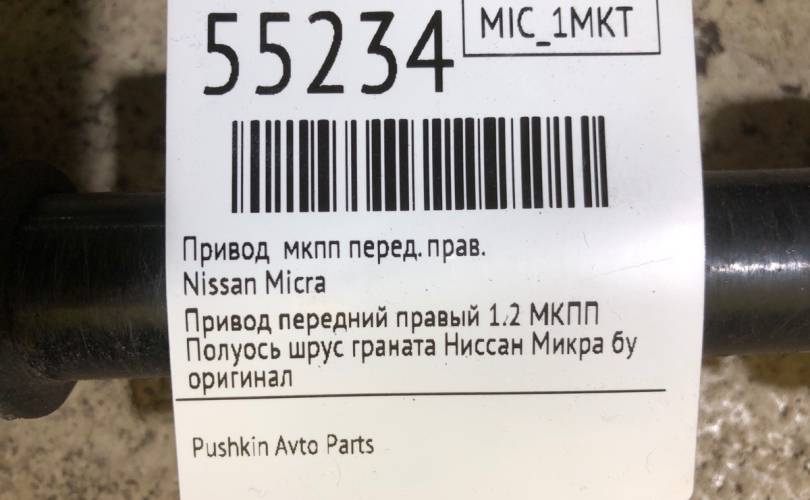 55234
MIC_1MKT
Привод мкпп перед. прав.
Nissan Micra
Привод передний правый 1.2 МКПП
Полуось шрус граната Ниссан Микра бу
оригинал
Pushkin Avto Parts